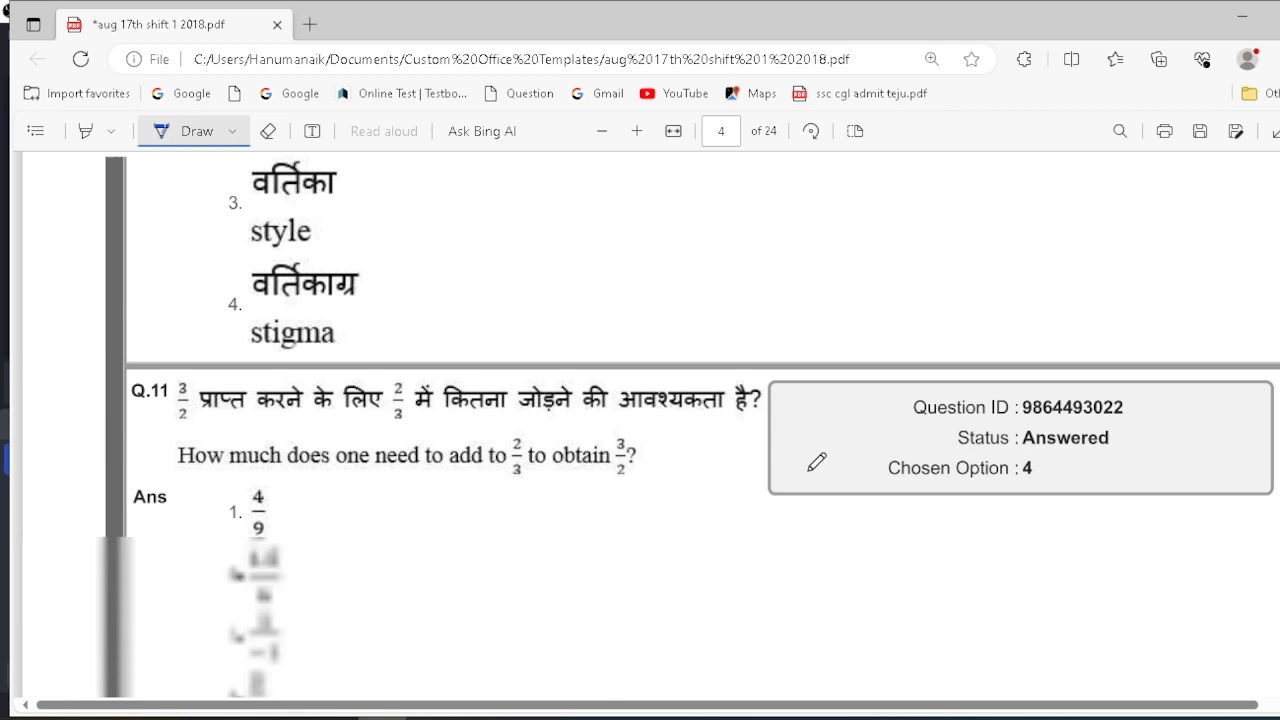 *aug 17th shift 1 2018.pdf
File
C:/Users/Hanumanaik/Documents/Custom%20Office%20Templates/aug%2017th%20shift%201%202018.pdf
Import favorites Google Google Online Test | Testbo... Question Gmail YouTube Maps ssc cgl admit teju.pdf
Draw Read aloud Ask Bing AI 4 of 24
वर्तिका
3.
style
वर्तिकाग्र
4.
stigma
Q.11 3/2 प्राप्त करने के लिए 2/3 में कितना जोड़ने की आवश्यकता है?
How much does one need to add to 2/3 to obtain 3/2?
Question ID : 9864493022
Status : Answered
Chosen Option : 4
Ans
1. 4/9